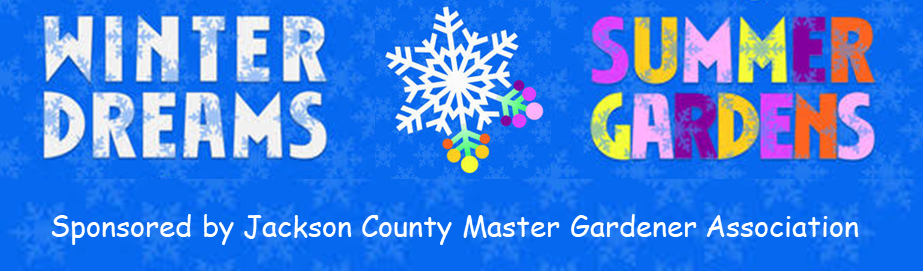 WINTER
DREAMS
SUMMER
GARDENS
Sponsored by Jackson County Master Gardener Association